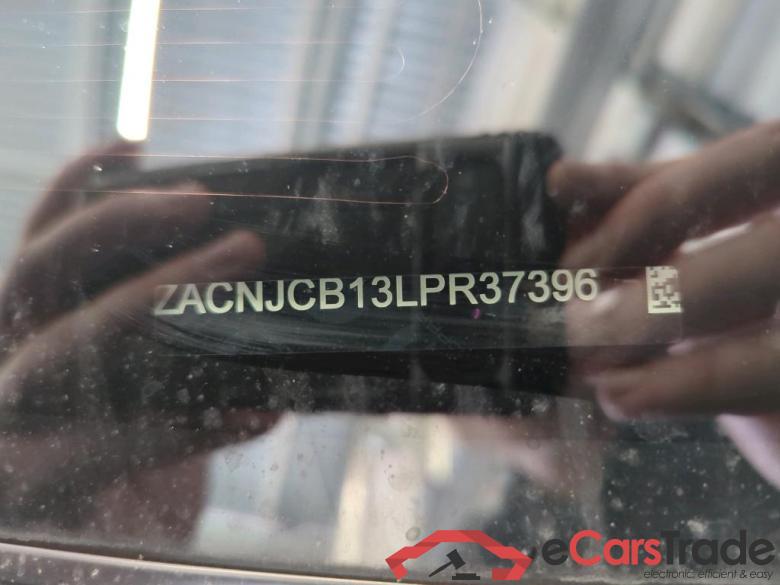 ZACNJCB13LPR37396
eCarsTrade
electronic, efficient & easy